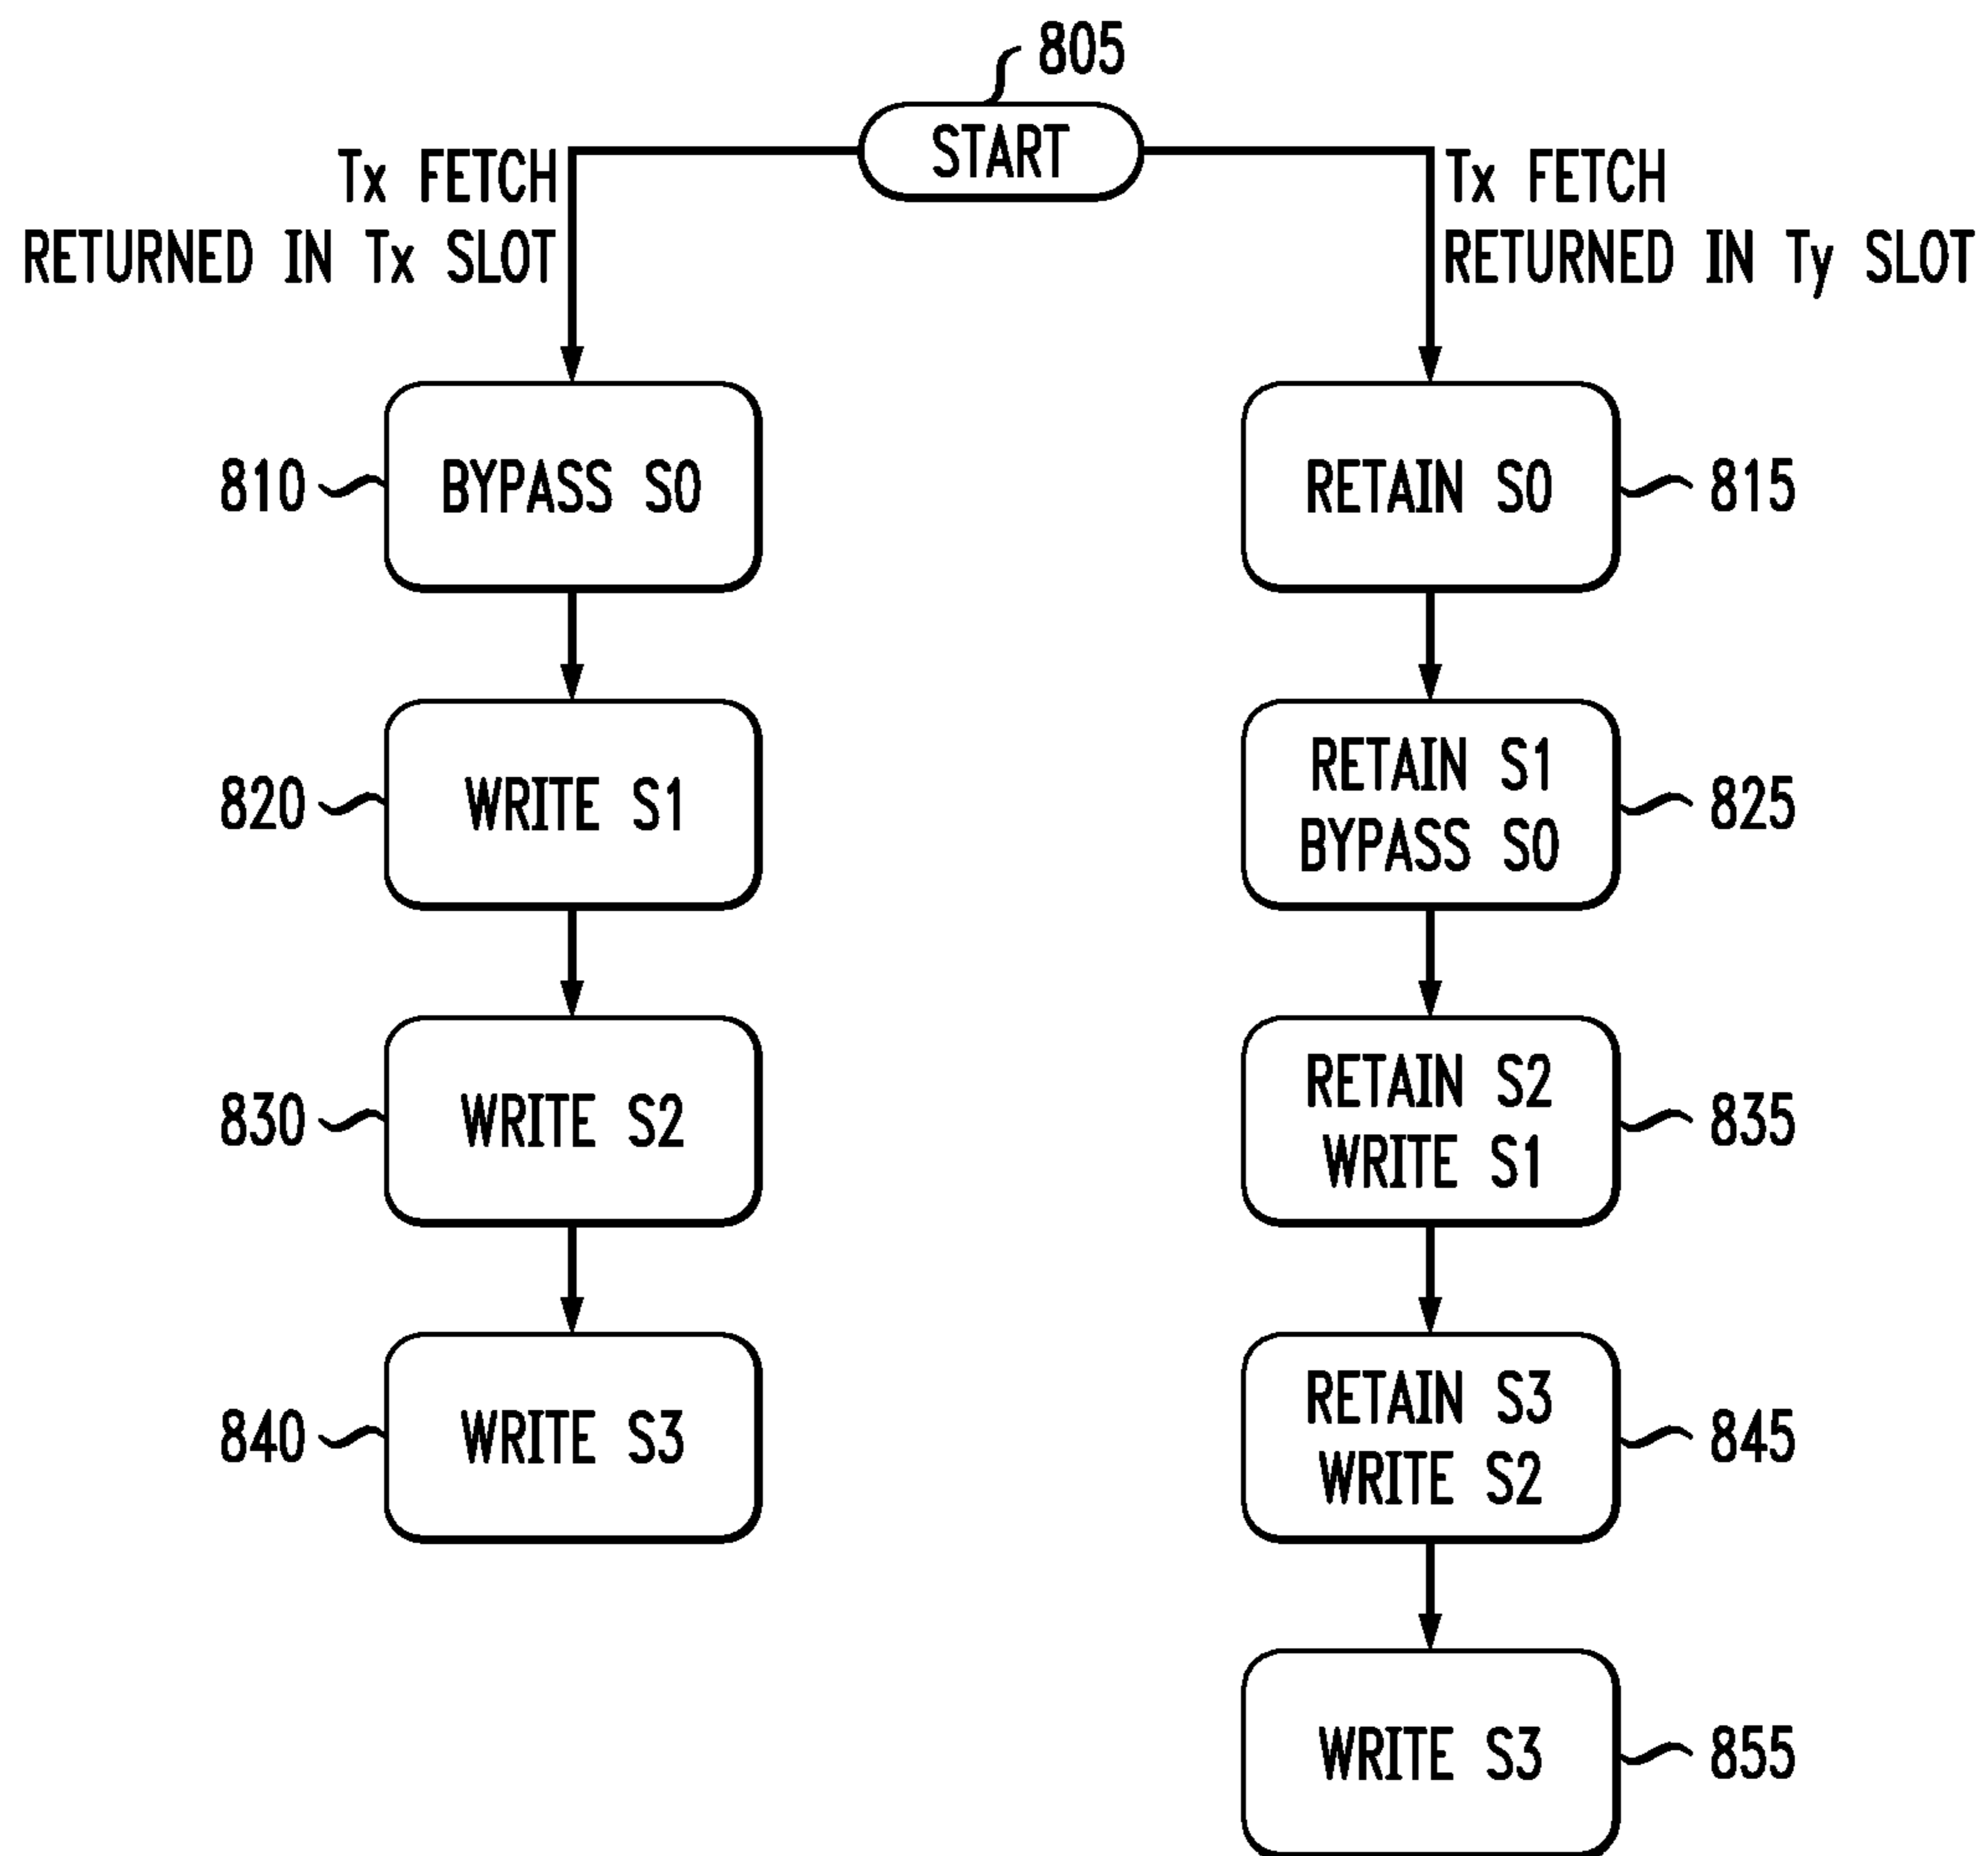 805
START
Tx FETCH
RETURNED IN Tx SLOT
Tx FETCH
RETURNED IN Ty SLOT
810
BYPASS S0
RETAIN S0
815
820
WRITE S1
RETAIN S1
BYPASS S0
825
830
WRITE S2
RETAIN S2
WRITE S1
835
840
WRITE S3
RETAIN S3
WRITE S2
845
WRITE S3
855